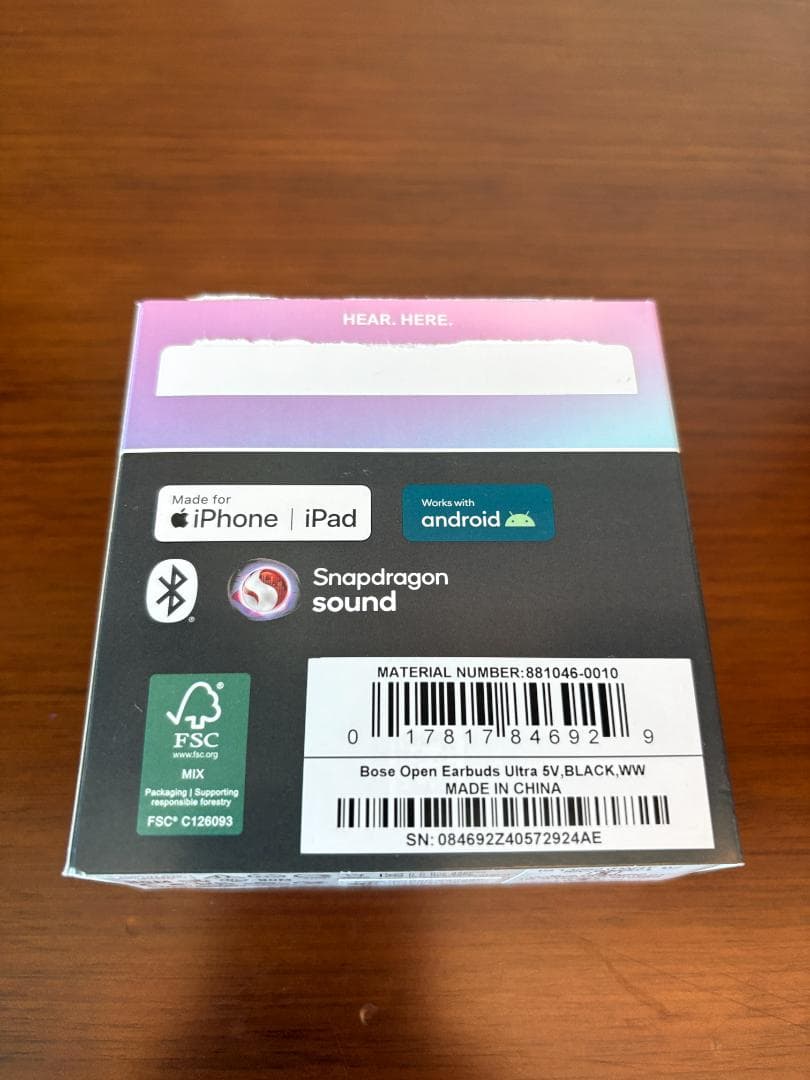 HEAR. HERE.
Made for
iPhone | iPad
Works with
android
Snapdragon
sound
FSC®
www.fsc.org
MIX
Packaging | Supporting
responsible forestry
FSC® C126093
MATERIAL NUMBER:881046-0010
0 17817 84692 9
Bose Open Earbuds Ultra 5V,BLACK,WW
MADE IN CHINA
SN: 084692Z40572924AE